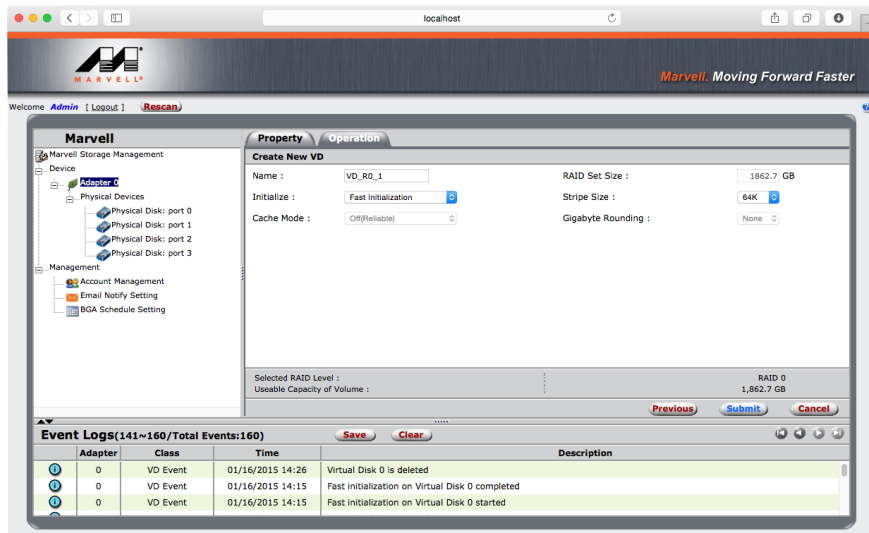 localhost
MARVELL®
Marvell. Moving Forward Faster
Welcome Admin [ Logout ] Rescan
Marvell
Marvell Storage Management
Device
Adapter 0
Physical Devices
Physical Disk: port 0
Physical Disk: port 1
Physical Disk: port 2
Physical Disk: port 3
Management
Account Management
Email Notify Setting
BGA Schedule Setting
Property Operation
Create New VD
Name : VD_R0_1 RAID Set Size : 1862.7 GB
Initialize : Fast Initialization Stripe Size : 64K
Cache Mode : Off(Reliable) Gigabyte Rounding : None
Selected RAID Level : RAID 0
Useable Capacity of Volume : 1,862.7 GB
Previous Submit Cancel
Event Logs(141~160/Total Events:160) Save Clear
Adapter Class Time Description
0 VD Event 01/16/2015 14:26 Virtual Disk 0 is deleted
0 VD Event 01/16/2015 14:15 Fast initialization on Virtual Disk 0 completed
0 VD Event 01/16/2015 14:15 Fast initialization on Virtual Disk 0 started